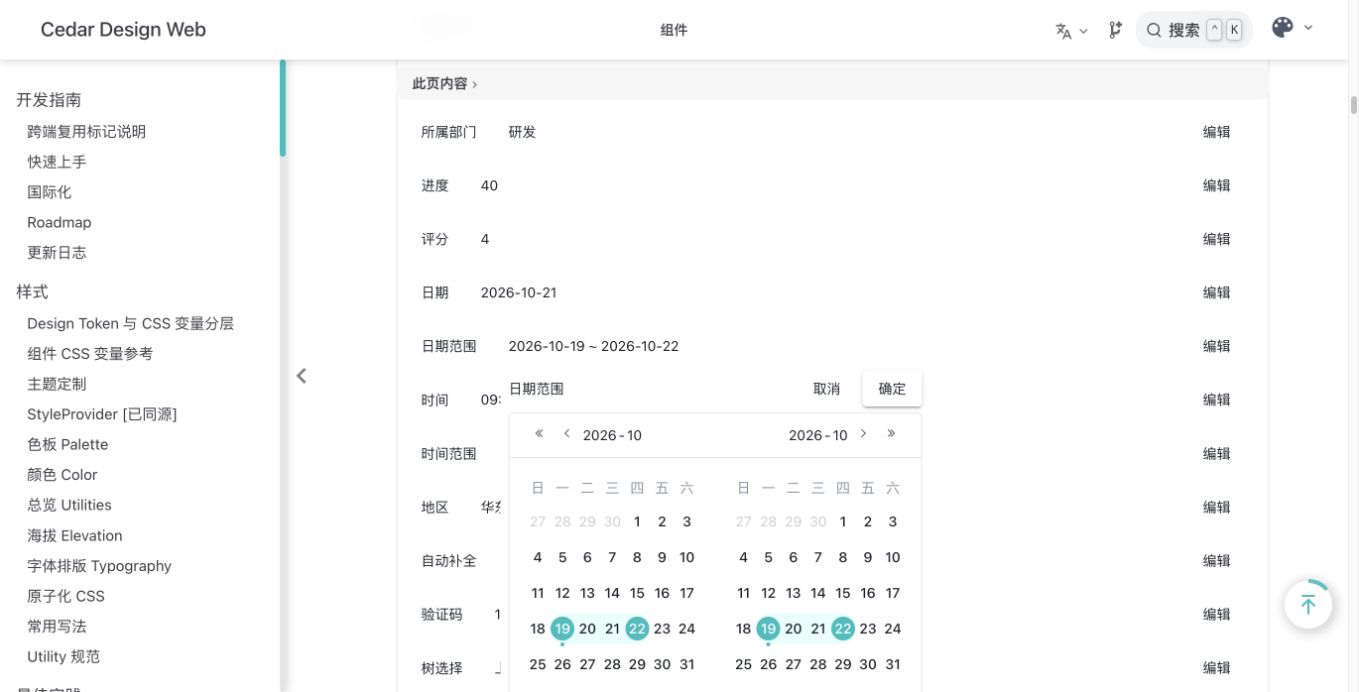 Cedar Design Web
组件
搜索 ^ K
开发指南
跨端复用标记说明
快速上手
国际化
Roadmap
更新日志
样式
Design Token 与 CSS 变量分层
组件 CSS 变量参考
主题定制
StyleProvider [已同源]
色板 Palette
颜色 Color
总览 Utilities
海拔 Elevation
字体排版 Typography
原子化 CSS
常用写法
Utility 规范
此页内容 ›
所属部门 研发 编辑
进度 40 编辑
评分 4 编辑
日期 2026-10-21 编辑
日期范围 2026-10-19 ~ 2026-10-22 编辑
时间 09: 编辑
时间范围 编辑
地区 华 编辑
自动补全 编辑
验证码 1 编辑
树选择 编辑
日期范围 取消 确定
« ‹ 2026-10 2026-10 › »
日 一 二 三 四 五 六 日 一 二 三 四 五 六
27 28 29 30 1 2 3 27 28 29 30 1 2 3
4 5 6 7 8 9 10 4 5 6 7 8 9 10
11 12 13 14 15 16 17 11 12 13 14 15 16 17
18 19 20 21 22 23 24 18 19 20 21 22 23 24
25 26 27 28 29 30 31 25 26 27 28 29 30 31